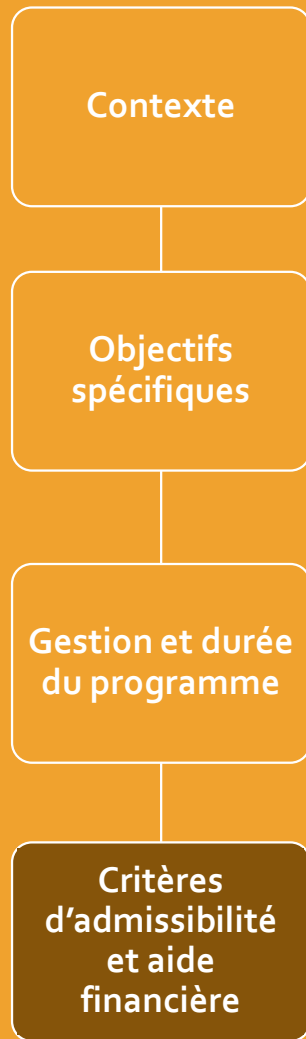 Contexte
Objectifs
spécifiques
Gestion et durée
du programme
Critères
d'admissibilité
et aide
financière